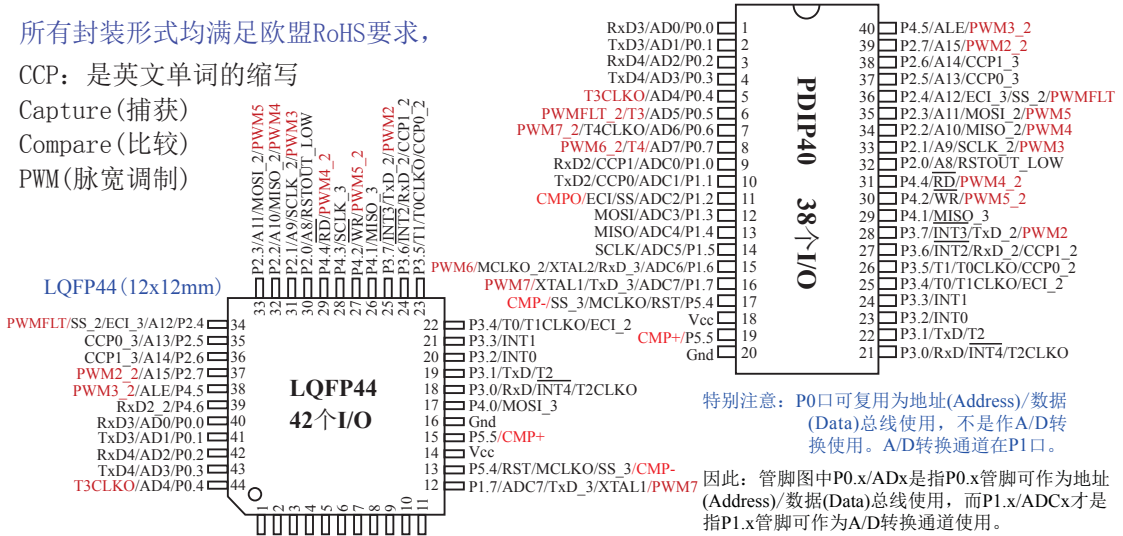 所有封装形式均满足欧盟RoHS要求，
CCP：是英文单词的缩写
Capture(捕获)
Compare(比较)
PWM(脉宽调制)
P2.3/A11/MOSI_2/PWM5
P2.2/A10/MISO_2/PWM4
P2.1/A9/SCLK_2/PWM3
P2.0/A8/RSTOUT_LOW
P4.4/RD/PWM4_2
P4.3/SCLK_3
P4.2/WR/PWM5_2
P4.1/MISO_3
P3.7/INT3/TxD_2/PWM2
P3.6/INT2/RxD_2/CCP1_2
P3.5/T1/T0CLKO/CCP0_2
LQFP44(12x12mm)
33 32 31 30 29 28 27 26 25 24 23
PWMFLT/SS_2/ECI_3/A12/P2.4 34
CCP0_3/A13/P2.5 35
CCP1_3/A14/P2.6 36
PWM2_2/A15/P2.7 37
PWM3_2/ALE/P4.5 38
RxD2_2/P4.6 39
RxD3/AD0/P0.0 40
TxD3/AD1/P0.1 41
RxD4/AD2/P0.2 42
TxD4/AD3/P0.3 43
T3CLKO/AD4/P0.4 44
LQFP44
42个I/O
22 P3.4/T0/T1CLKO/ECI_2
21 P3.3/INT1
20 P3.2/INT0
19 P3.1/TxD/T2
18 P3.0/RxD/INT4/T2CLKO
17 P4.0/MOSI_3
16 Gnd
15 P5.5/CMP+
14 Vcc
13 P5.4/RST/MCLKO/SS_3/CMP-
12 P1.7/ADC7/TxD_3/XTAL1/PWM7
1 2 3 4 5 6 7 8 9 10 11
RxD3/AD0/P0.0 1
TxD3/AD1/P0.1 2
RxD4/AD2/P0.2 3
TxD4/AD3/P0.3 4
T3CLKO/AD4/P0.4 5
PWMFLT_2/T3/AD5/P0.5 6
PWM7_2/T4CLKO/AD6/P0.6 7
PWM6_2/T4/AD7/P0.7 8
RxD2/CCP1/ADC0/P1.0 9
TxD2/CCP0/ADC1/P1.1 10
CMPO/ECI/SS/ADC2/P1.2 11
MOSI/ADC3/P1.3 12
MISO/ADC4/P1.4 13
SCLK/ADC5/P1.5 14
PWM6/MCLKO_2/XTAL2/RxD_3/ADC6/P1.6 15
PWM7/XTAL1/TxD_3/ADC7/P1.7 16
CMP-/SS_3/MCLKO/RST/P5.4 17
Vcc 18
CMP+/P5.5 19
Gnd 20
PDIP40 38个I/O
40 P4.5/ALE/PWM3_2
39 P2.7/A15/PWM2_2
38 P2.6/A14/CCP1_3
37 P2.5/A13/CCP0_3
36 P2.4/A12/ECI_3/SS_2/PWMFLT
35 P2.3/A11/MOSI_2/PWM5
34 P2.2/A10/MISO_2/PWM4
33 P2.1/A9/SCLK_2/PWM3
32 P2.0/A8/RSTOUT_LOW
31 P4.4/RD/PWM4_2
30 P4.2/WR/PWM5_2
29 P4.1/MISO_3
28 P3.7/INT3/TxD_2/PWM2
27 P3.6/INT2/RxD_2/CCP1_2
26 P3.5/T1/T0CLKO/CCP0_2
25 P3.4/T0/T1CLKO/ECI_2
24 P3.3/INT1
23 P3.2/INT0
22 P3.1/TxD/T2
21 P3.0/RxD/INT4/T2CLKO
特别注意：P0口可复用为地址(Address)/数据
(Data)总线使用，不是作A/D转
换使用。A/D转换通道在P1口。
因此：管脚图中P0.x/ADx是指P0.x管脚可作为地址
(Address)/数据(Data)总线使用，而P1.x/ADCx才是
指P1.x管脚可作为A/D转换通道使用。